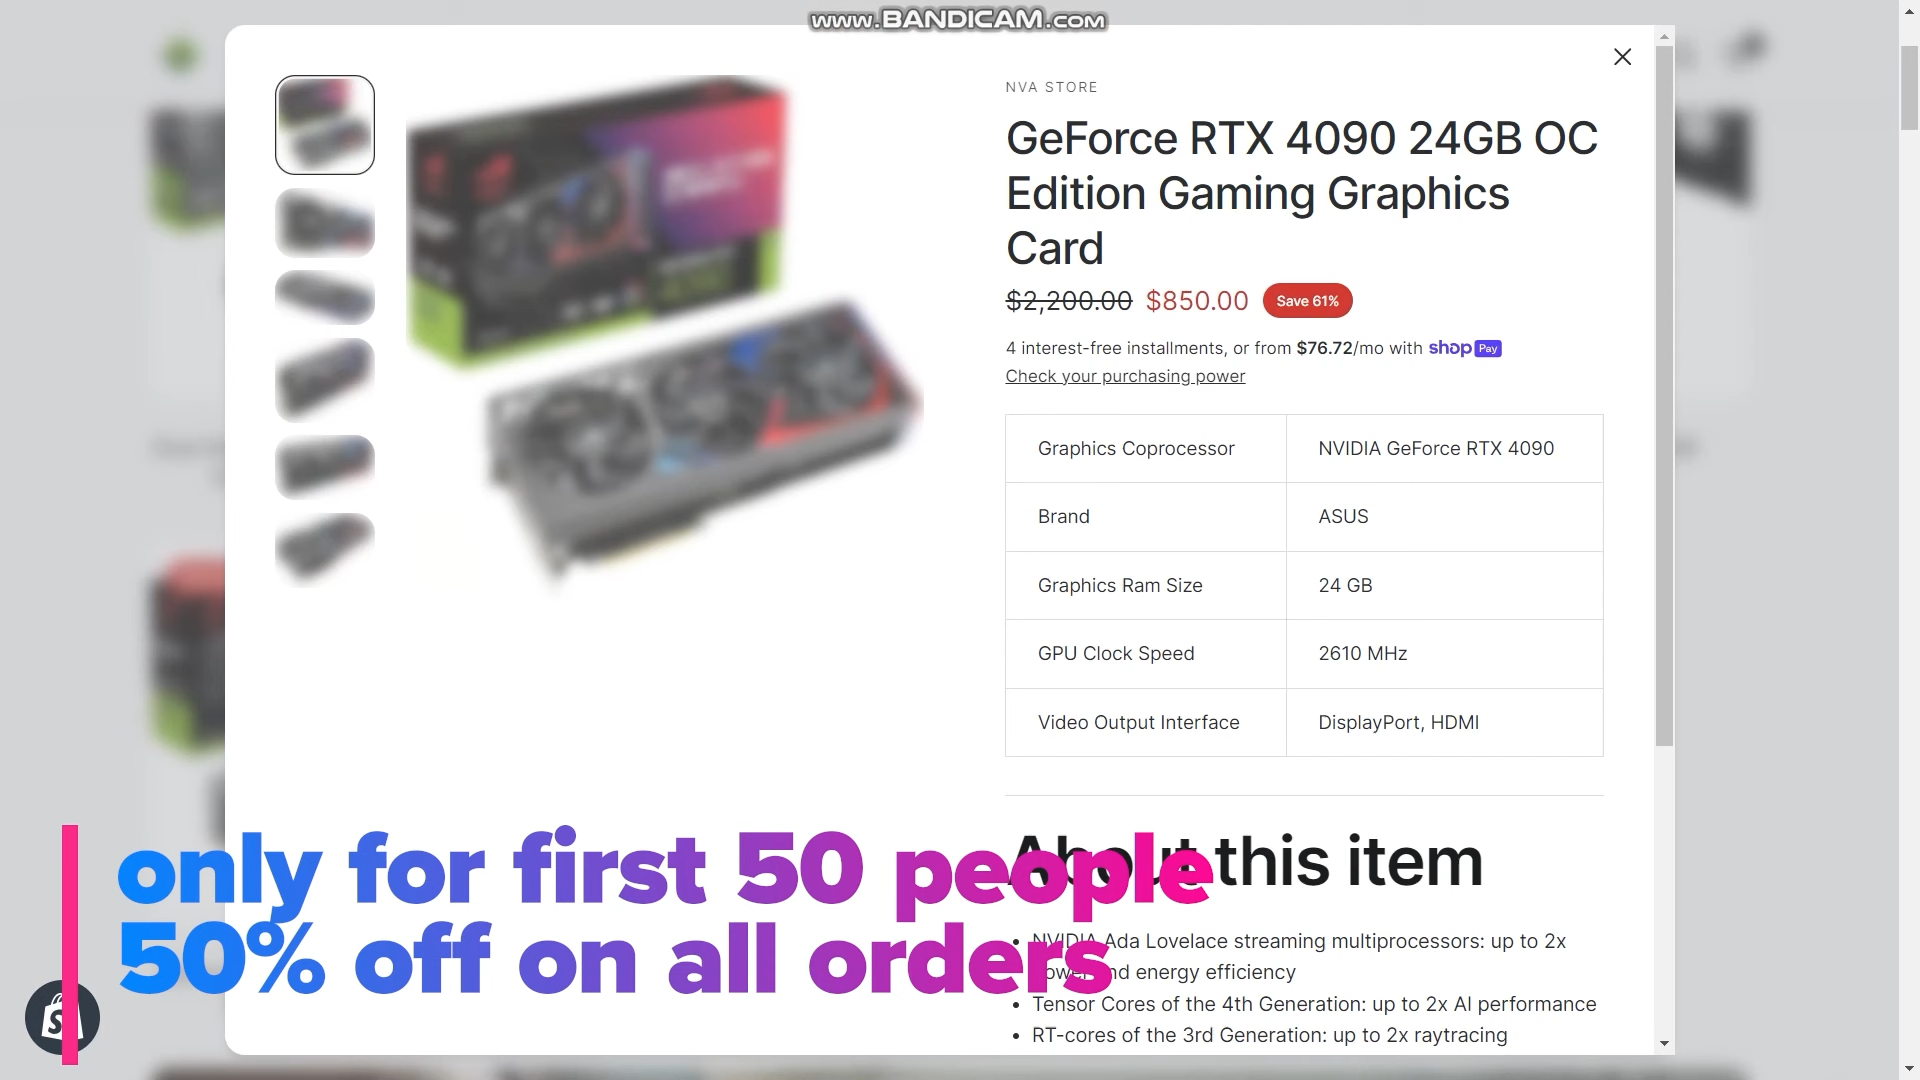 www.BANDICAM.com
NVA STORE
GeForce RTX 4090 24GB OC
Edition Gaming Graphics
Card
$2,200.00 $850.00 Save 61%
4 interest-free installments, or from $76.72/mo with shop Pay
Check your purchasing power
Graphics Coprocessor NVIDIA GeForce RTX 4090
Brand ASUS
Graphics Ram Size 24 GB
GPU Clock Speed 2610 MHz
Video Output Interface DisplayPort, HDMI
About this item
only for first 50 people
50% off on all orders
NVIDIA Ada Lovelace streaming multiprocessors: up to 2x
power and energy efficiency
Tensor Cores of the 4th Generation: up to 2x AI performance
RT-cores of the 3rd Generation: up to 2x raytracing